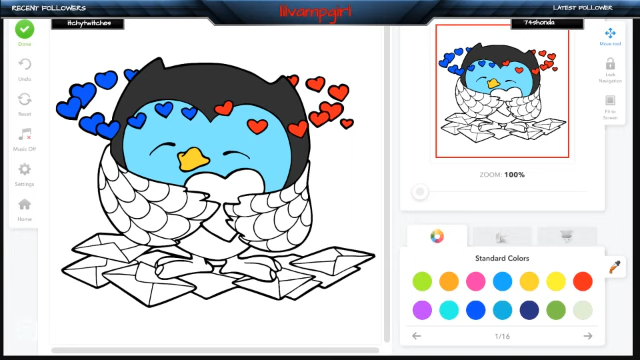 RECENT FOLLOWERS
lilvampgirl
LATEST FOLLOWER
itchytwitches
74shonda
Done
Undo
Reset
Music Off
Settings
Home
Move tool
Lock
Navigation
Fit to
Screen
ZOOM: 100%
Standard Colors
1/16